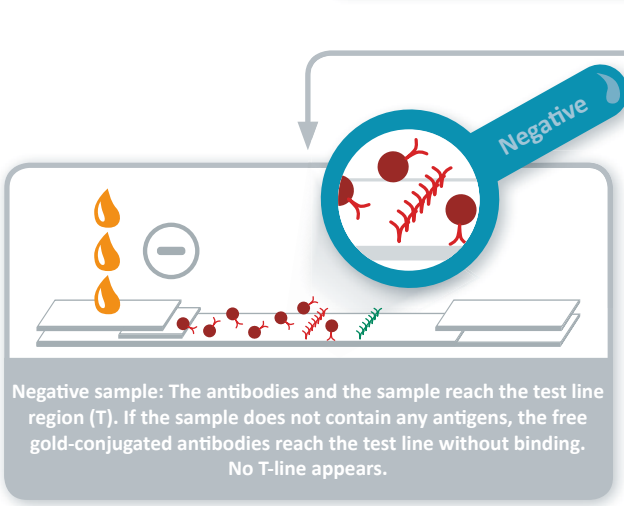 Negative
Negative sample: The antibodies and the sample reach the test line
region (T). If the sample does not contain any antigens, the free
gold-conjugated antibodies reach the test line without binding.
No T-line appears.